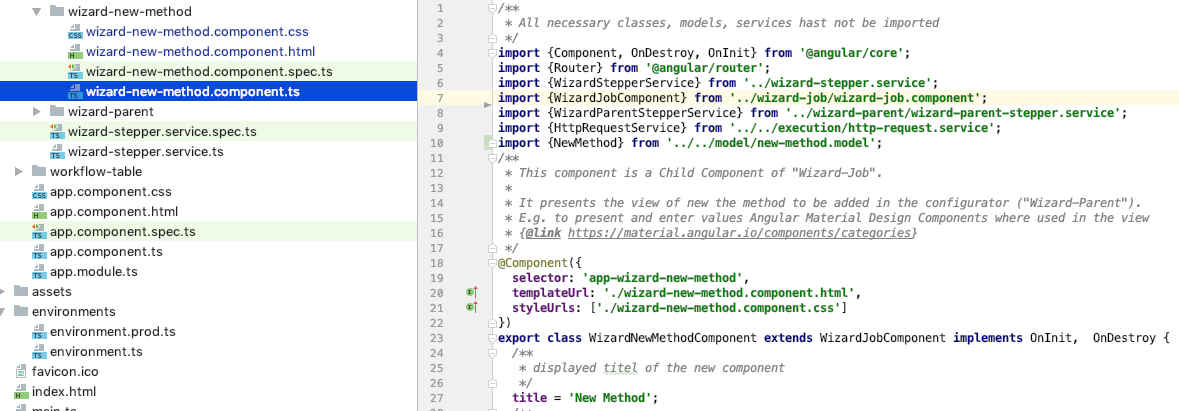 wizard-new-method
wizard-new-method.component.css
wizard-new-method.component.html
wizard-new-method.component.spec.ts
wizard-new-method.component.ts
wizard-parent
wizard-stepper.service.spec.ts
wizard-stepper.service.ts
workflow-table
app.component.css
app.component.html
app.component.spec.ts
app.component.ts
app.module.ts
assets
environments
environment.prod.ts
environment.ts
favicon.ico
index.html
main.ts
1 /**
2 * All necessary classes, models, services hast not be imported
3 */
4 import {Component, OnDestroy, OnInit} from '@angular/core';
5 import {Router} from '@angular/router';
6 import {WizardStepperService} from '../wizard-stepper.service';
7 import {WizardJobComponent} from '../wizard-job/wizard-job.component';
8 import {WizardParentStepperService} from '../wizard-parent/wizard-parent-stepper.service';
9 import {HttpRequestService} from '../../execution/http-request.service';
10 import {NewMethod} from '../../model/new-method.model';
11 /**
12 * This component is a Child Component of "Wizard-Job".
13 *
14 * It presents the view of new the method to be added in the configurator ("Wizard-Parent").
15 * E.g. to present and enter values Angular Material Design Components where used in the view
16 * {@link https://material.angular.io/components/categories}
17 */
18 @Component({
19 selector: 'app-wizard-new-method',
20 templateUrl: './wizard-new-method.component.html',
21 styleUrls: ['./wizard-new-method.component.css']
22 })
23 export class WizardNewMethodComponent extends WizardJobComponent implements OnInit, OnDestroy {
24 /**
25 * displayed titel of the new component
26 */
27 title = 'New Method';